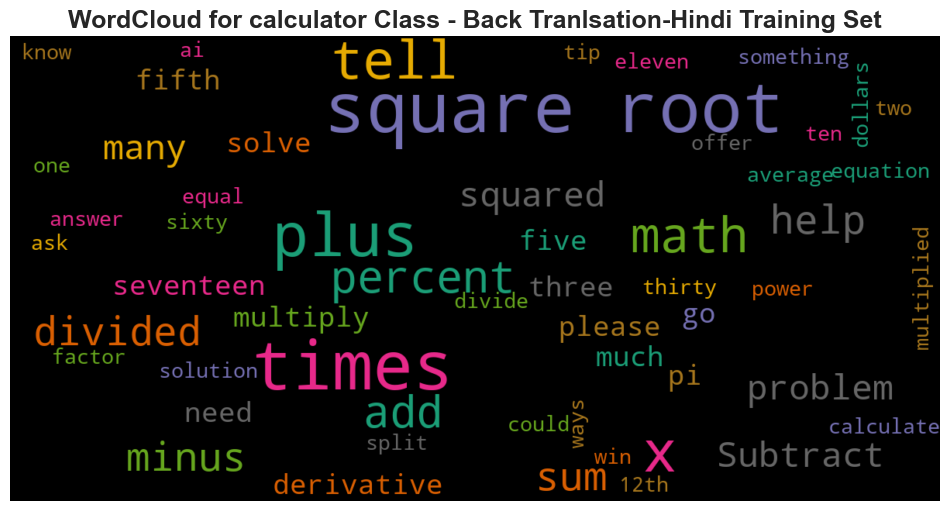 WordCloud for calculator Class - Back Tranlsation-Hindi Training Set
know
ai
tell
tip
eleven
something
fifth
square root
dollars
two
many
solve
offer
ten
one
equal
squared
average
equation
answer
sixty
plus
five
math
help
ask
seventeen
percent
divide
three
thirty
power
multiplied
divided
multiply
please
go
factor
solution
times
much
pi
problem
need
add
could
ways
calculate
minus
split
win
x
Subtract
derivative
sum
12th